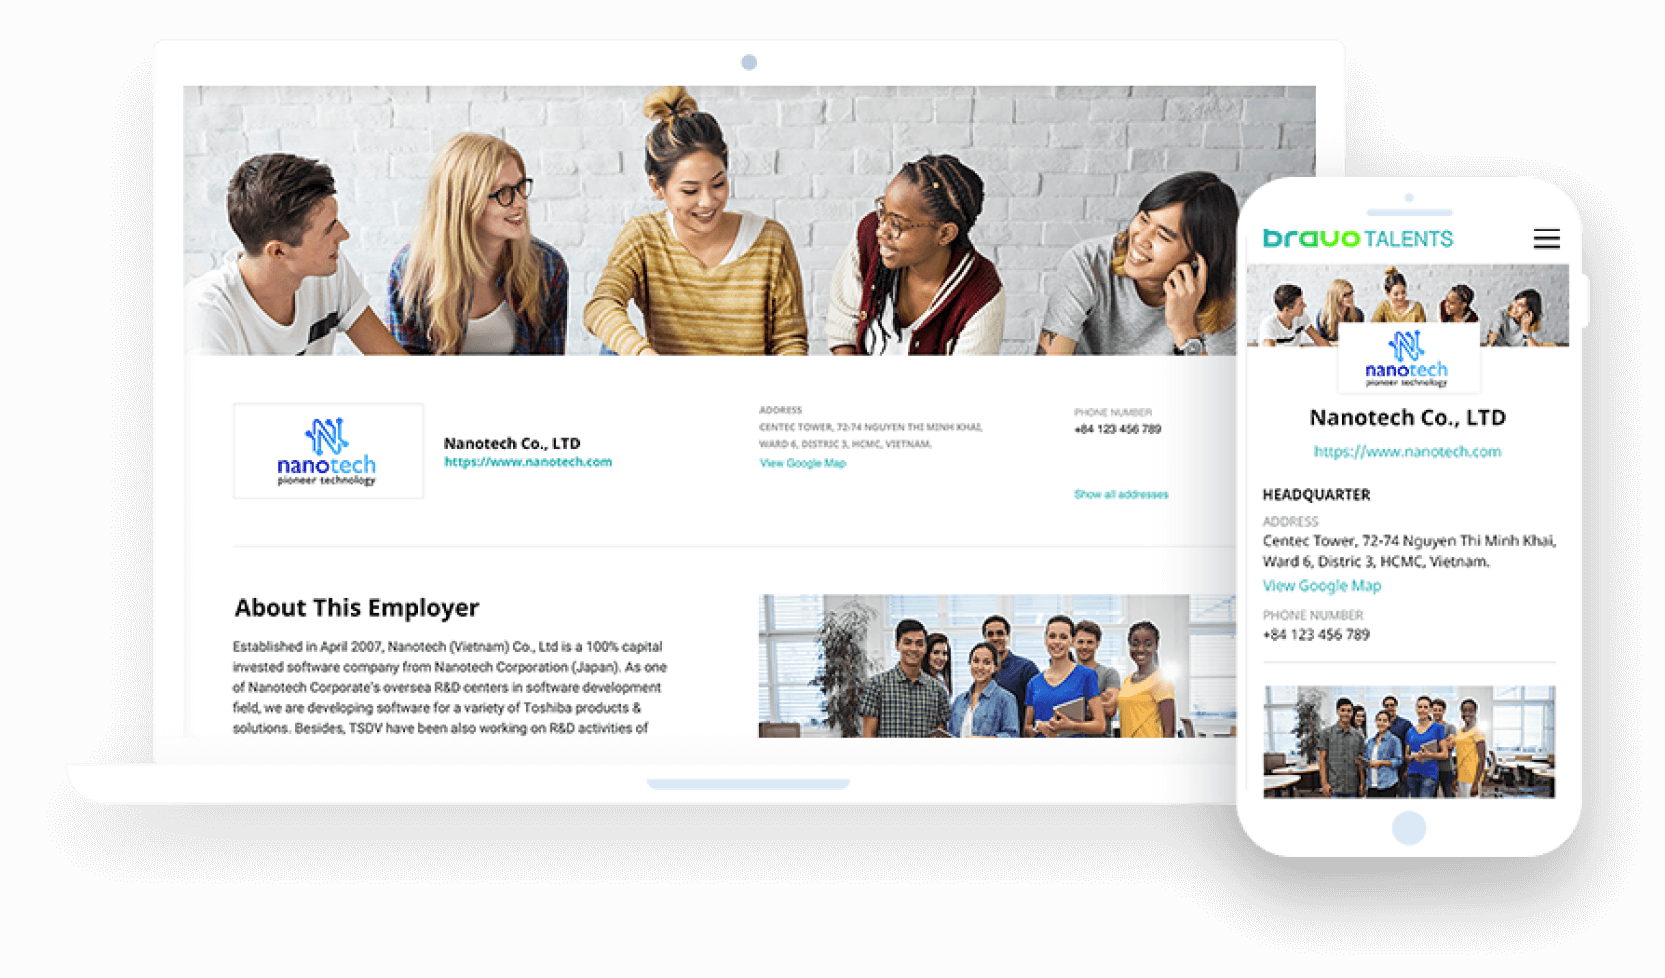 nanotech
pioneer technology
Nanotech Co., LTD
https://www.nanotech.com
ADDRESS
CENTEC TOWER, 72-74 NGUYEN THI MINH KHAI,
WARD 6, DISTRIC 3, HCMC, VIETNAM.
View Google Map
PHONE NUMBER
+84 123 456 789
Show all addresses
About This Employer
Established in April 2007, Nanotech (Vietnam) Co., Ltd is a 100% capital
invested software company from Nanotech Corporation (Japan). As one
of Nanotech Corporate's oversea R&D centers in software development
field, we are developing software for a variety of Toshiba products &
solutions. Besides, TSDV have been also working on R&D activities of
bravo TALENTS
nanotech
pioneer technology
Nanotech Co., LTD
https://www.nanotech.com
HEADQUARTER
ADDRESS
Centec Tower, 72-74 Nguyen Thi Minh Khai,
Ward 6, Distric 3, HCMC, Vietnam.
View Google Map
PHONE NUMBER
+84 123 456 789